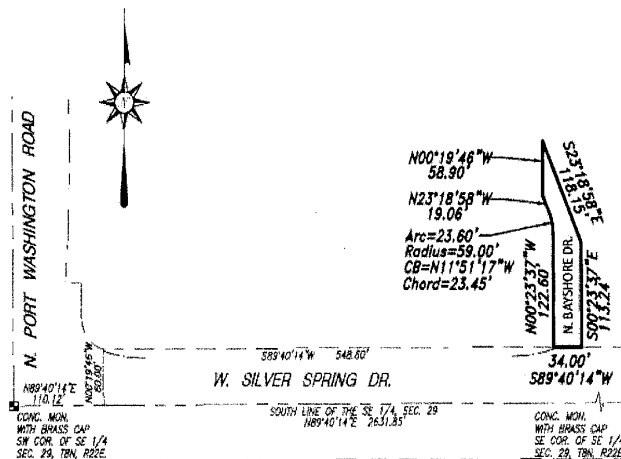 N. PORT WASHINGTON ROAD
N00°19'46"W
58.90'
N23°18'58"W
19.06'
Arc=23.60'
Radius=59.00'
CB=N11°51'17"W
Chord=23.45'
S23°18'58"E
118.15'
N00°23'37"W
122.60'
N. BAYSHORE DR.
S00°23'37"E
113.24'
34.00'
S89°40'14"W
S89°40'14"W 548.60'
N00°19'46"W
60.00'
W. SILVER SPRING DR.
N89°40'14"E
110.12'
SOUTH LINE OF THE SE 1/4, SEC. 29
N89°40'14"E 2631.85'
CONC. MON.
WITH BRASS CAP
SW COR. OF SE 1/4
SEC. 29, T8N, R22E.
CONC. MON.
WITH BRASS CAP
SE COR. OF SE 1/4
SEC. 29, T8N, R22E